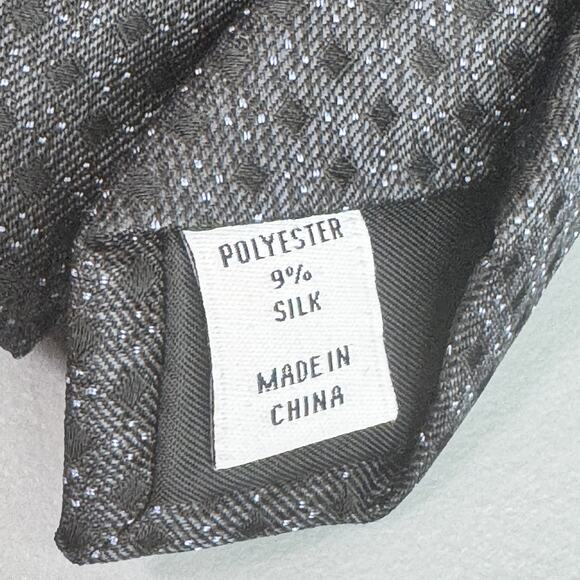 POLYESTER
9%
SILK
MADE IN
CHINA